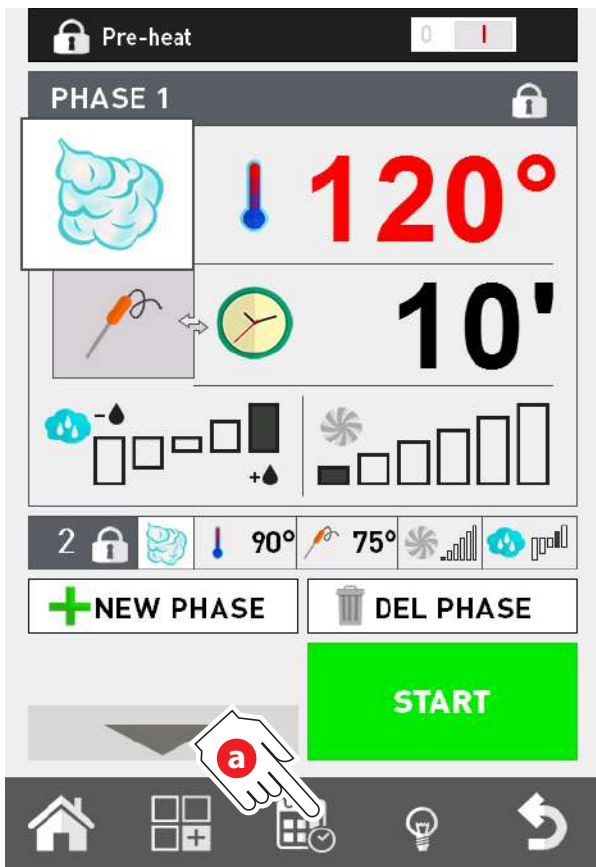 Pre-heat 0 I
PHASE 1
120°
10'
- +
2 90° 75°
NEW PHASE DEL PHASE
START
a